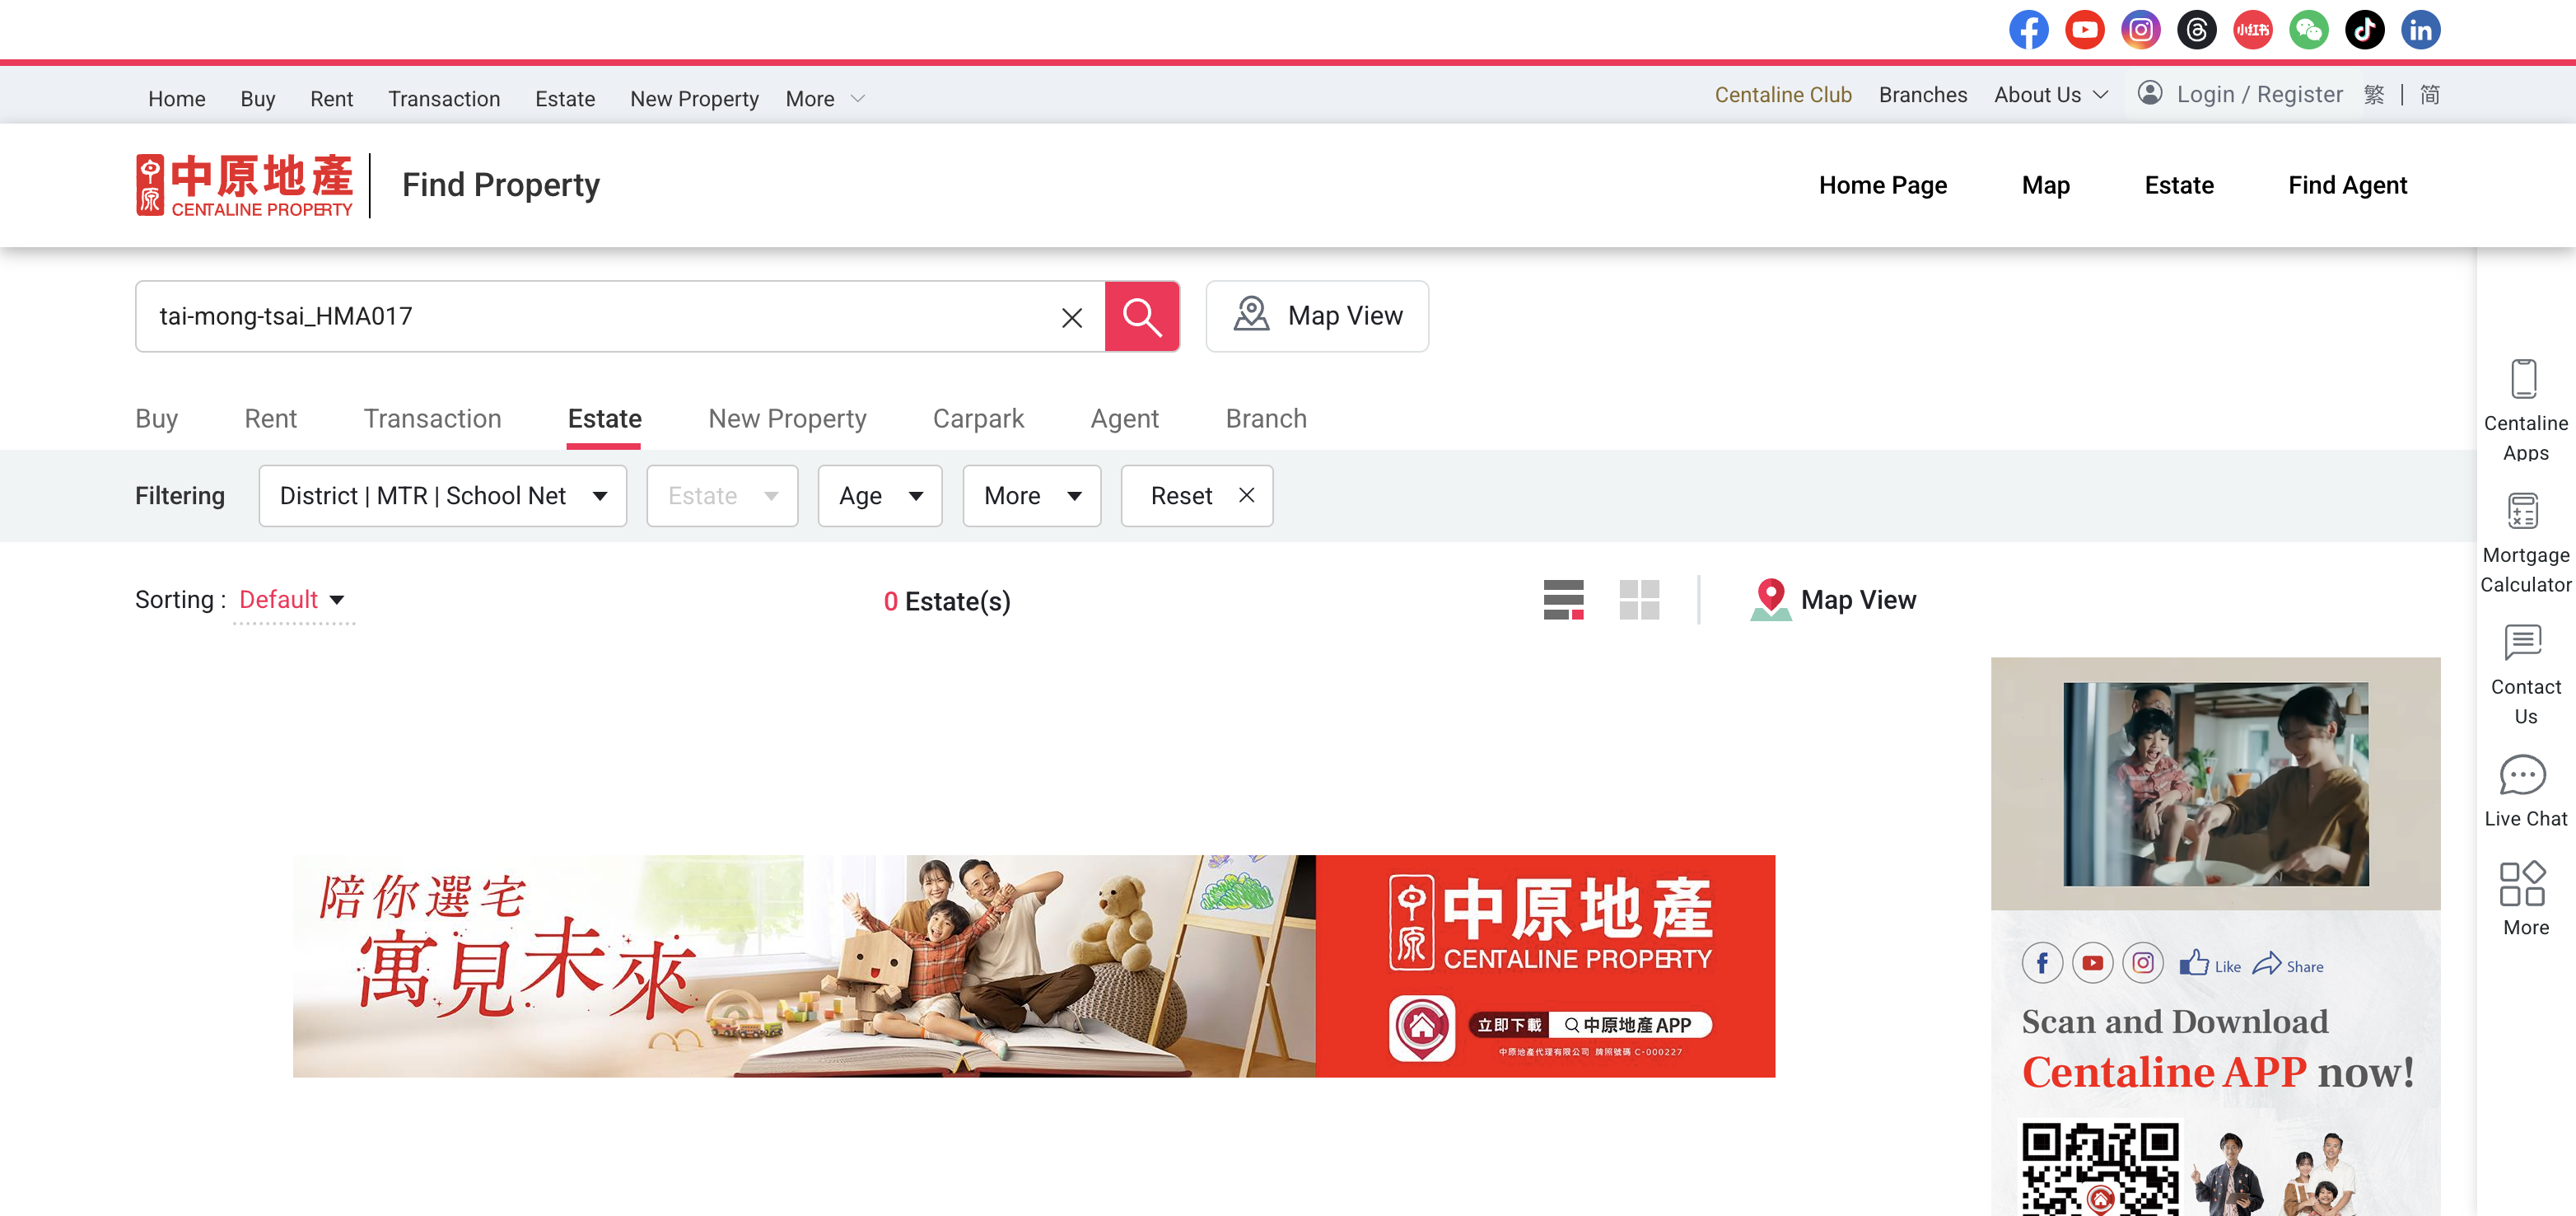 小红书
Home Buy Rent Transaction Estate New Property More
Centaline Club Branches About Us Login / Register 繁 | 简
中原 中原地產
CENTALINE PROPERTY
Find Property
Home Page Map Estate Find Agent
tai-mong-tsai_HMA017
Map View
Buy Rent Transaction Estate New Property Carpark Agent Branch
Filtering District | MTR | School Net Estate Age More Reset
Sorting : Default
0 Estate(s)
Map View
Centaline
Apps
Mortgage
Calculator
Contact
Us
Live Chat
More
陪你選宅
寓見未來
中原 中原地產
CENTALINE PROPERTY
立即下載 中原地產APP
中原地產代理有限公司 牌照號碼 C-000227
Like Share
Scan and Download
Centaline APP now!